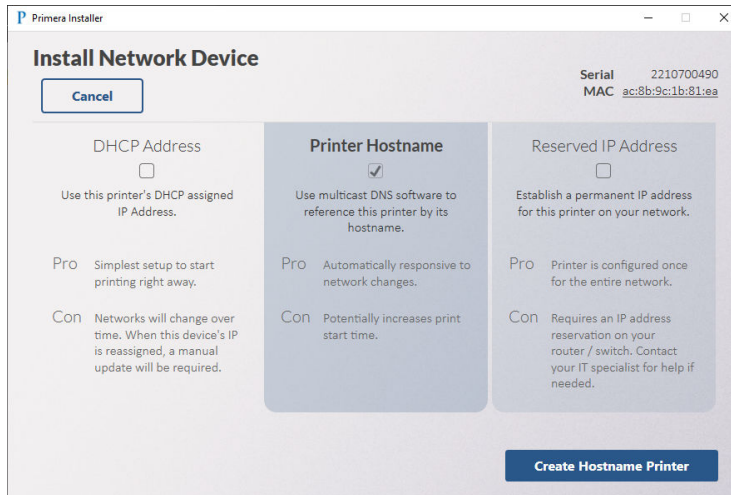 P Primera Installer
Install Network Device
Cancel
Serial 2210700490
MAC ac:8b:9c:1b:81:ea
DHCP Address
Use this printer's DHCP assigned
IP Address.
Pro Simplest setup to start
printing right away.
Con Networks will change over
time. When this device's IP
is reassigned, a manual
update will be required.
Printer Hostname
Use multicast DNS software to
reference this printer by its
hostname.
Pro Automatically responsive to
network changes.
Con Potentially increases print
start time.
Reserved IP Address
Establish a permanent IP address
for this printer on your network.
Pro Printer is configured once
for the entire network.
Con Requires an IP address
reservation on your
router / switch. Contact
your IT specialist for help if
needed.
Create Hostname Printer